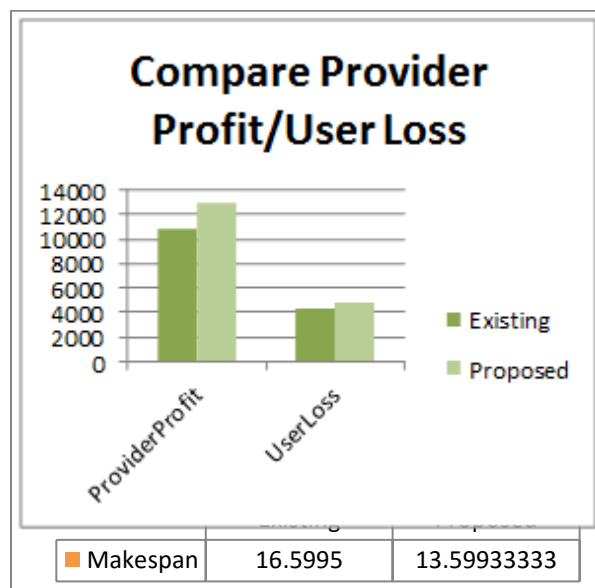 Compare Provider
Profit/User Loss
14000
12000
10000
8000
6000
4000
2000
0
ProviderProfit
UserLoss
Existing
Proposed
Makespan 16.5995 13.59933333